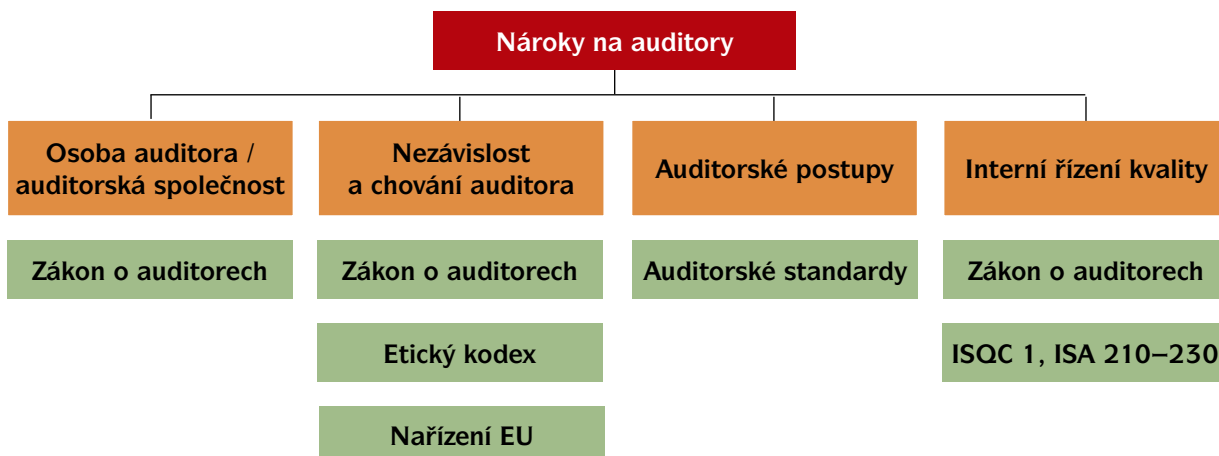 Nároky na auditory
Osoba auditora /
auditorská společnost
Nezávislost
a chování auditora
Auditorské postupy
Interní řízení kvality
Zákon o auditorech
Zákon o auditorech
Auditorské standardy
Zákon o auditorech
Etický kodex
ISQC 1, ISA 210–230
Nařízení EU